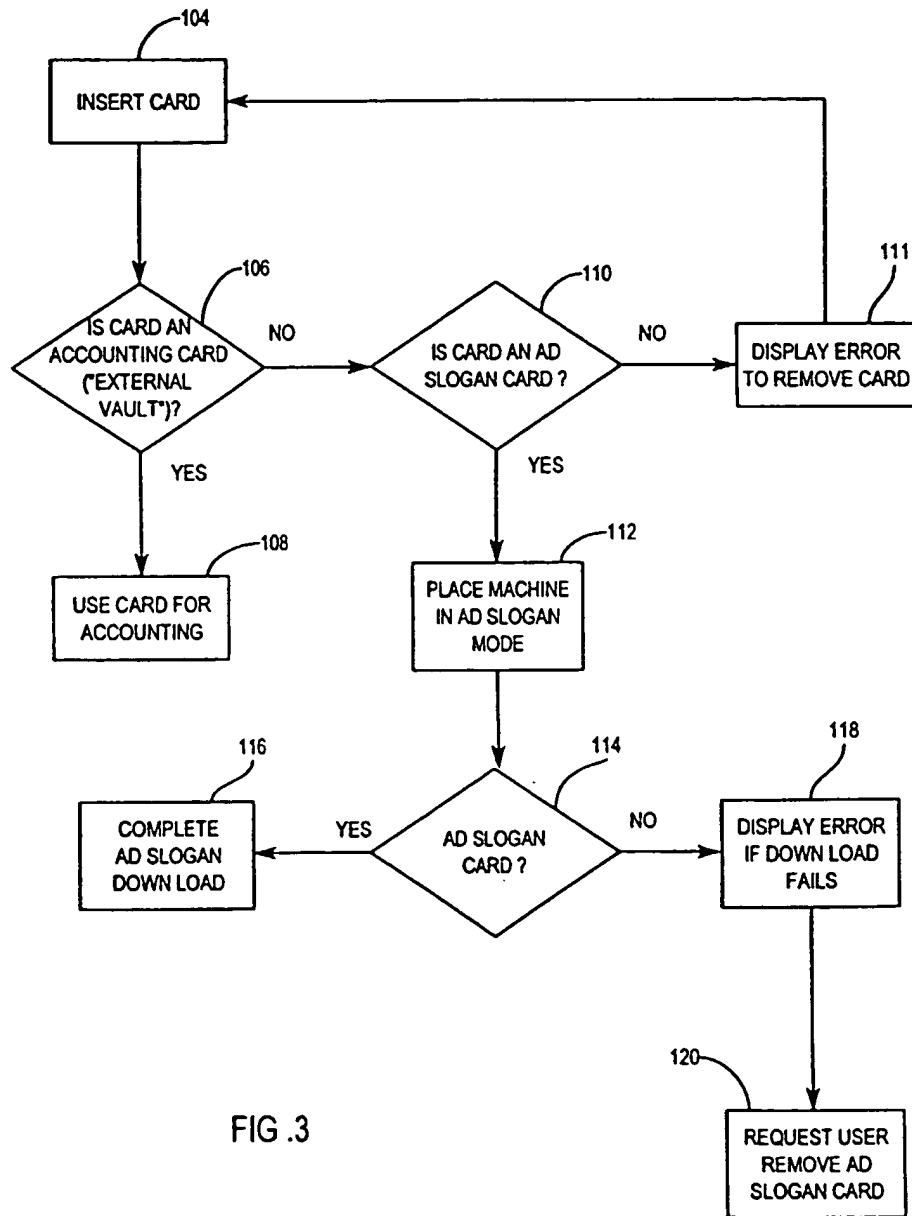 104
INSERT CARD
106
IS CARD AN
ACCOUNTING CARD
("EXTERNAL
VAULT")?
NO
110
IS CARD AN AD
SLOGAN CARD ?
NO
111
DISPLAY ERROR
TO REMOVE CARD
YES
YES
108
USE CARD FOR
ACCOUNTING
112
PLACE MACHINE
IN AD SLOGAN
MODE
116
COMPLETE
AD SLOGAN
DOWN LOAD
YES
114
AD SLOGAN
CARD ?
NO
118
DISPLAY ERROR
IF DOWN LOAD
FAILS
120
REQUEST USER
REMOVE AD
SLOGAN CARD
FIG .3